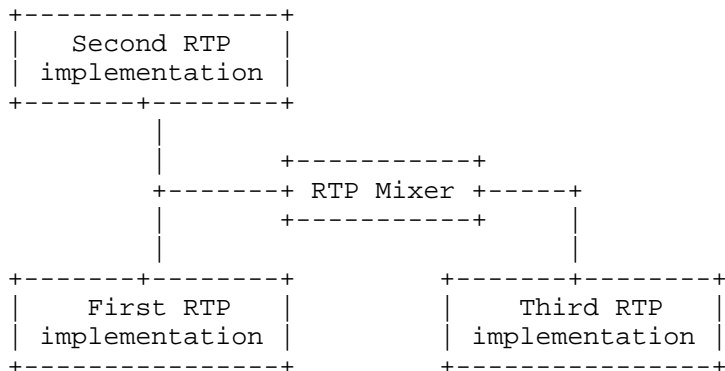 Second RTP
implementation
RTP Mixer
First RTP
implementation
Third RTP
implementation